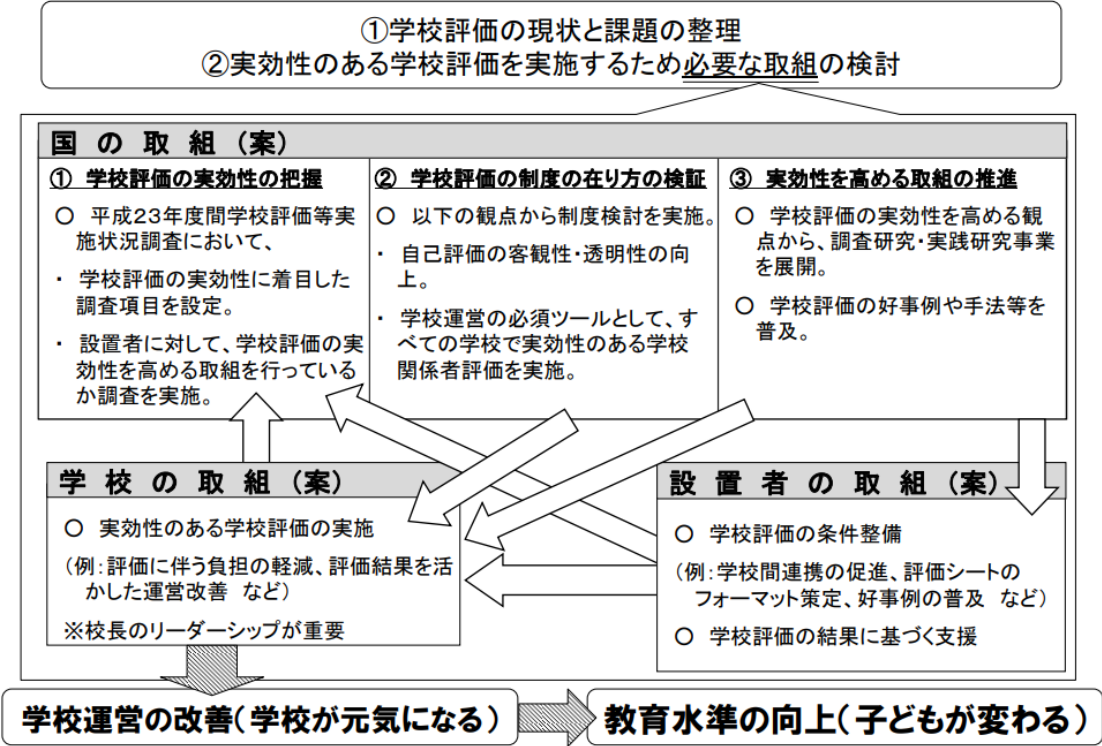 ①学校評価の現状と課題の整理
②実効性のある学校評価を実施するため必要な取組の検討
国 の 取 組 (案)
① 学校評価の実効性の把握
○ 平成23年度間学校評価等実
施状況調査において、
・ 学校評価の実効性に着目した
調査項目を設定。
・ 設置者に対して、学校評価の実
効性を高める取組を行っている
か調査を実施。
② 学校評価の制度の在り方の検証
○ 以下の観点から制度検討を実施。
・ 自己評価の客観性・透明性の向
上。
・ 学校運営の必須ツールとして、す
べての学校で実効性のある学校
関係者評価を実施。
③ 実効性を高める取組の推進
○ 学校評価の実効性を高める観
点から、調査研究・実践研究事業
を展開。
○ 学校評価の好事例や手法等を
普及。
学 校 の 取 組 (案)
○ 実効性のある学校評価の実施
(例:評価に伴う負担の軽減、評価結果を活
かした運営改善 など)
※校長のリーダーシップが重要
設 置 者 の 取 組 (案)
○ 学校評価の条件整備
(例:学校間連携の促進、評価シートの
フォーマット策定、好事例の普及 など)
○ 学校評価の結果に基づく支援
学校運営の改善(学校が元気になる)
教育水準の向上(子どもが変わる)